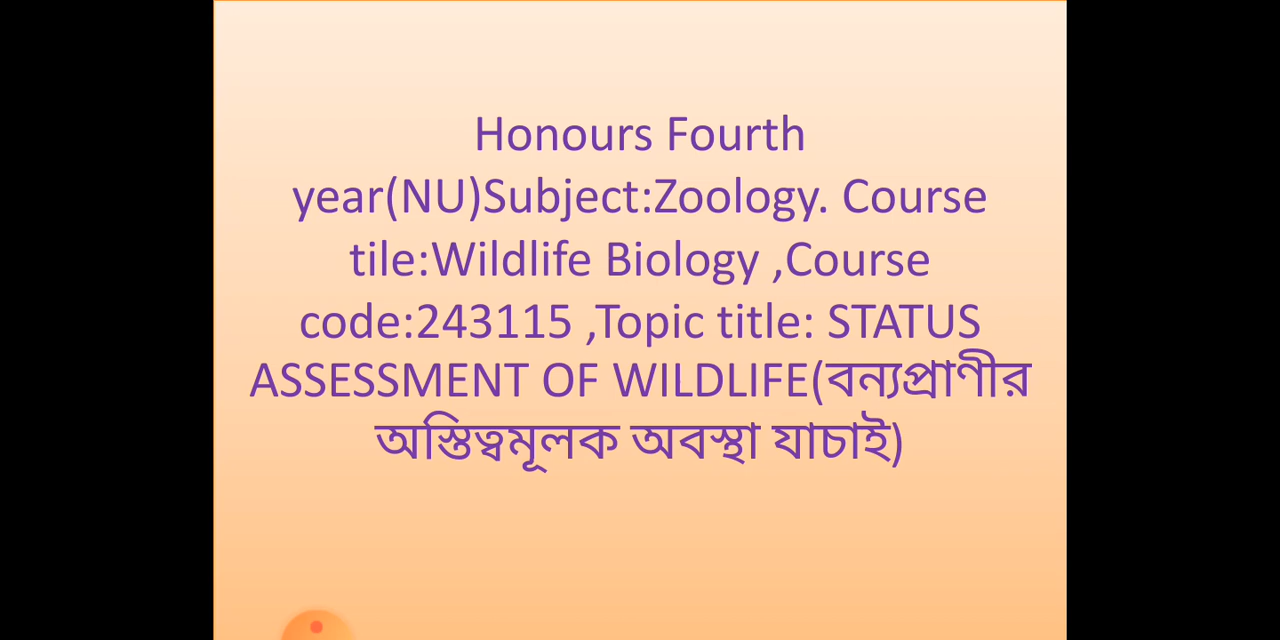 Honours Fourth
year(NU)Subject:Zoology. Course
tile:Wildlife Biology ,Course
code:243115 ,Topic title: STATUS
ASSESSMENT OF WILDLIFE(বন্যপ্রাণীর
অস্তিত্বমূলক অবস্থা যাচাই)